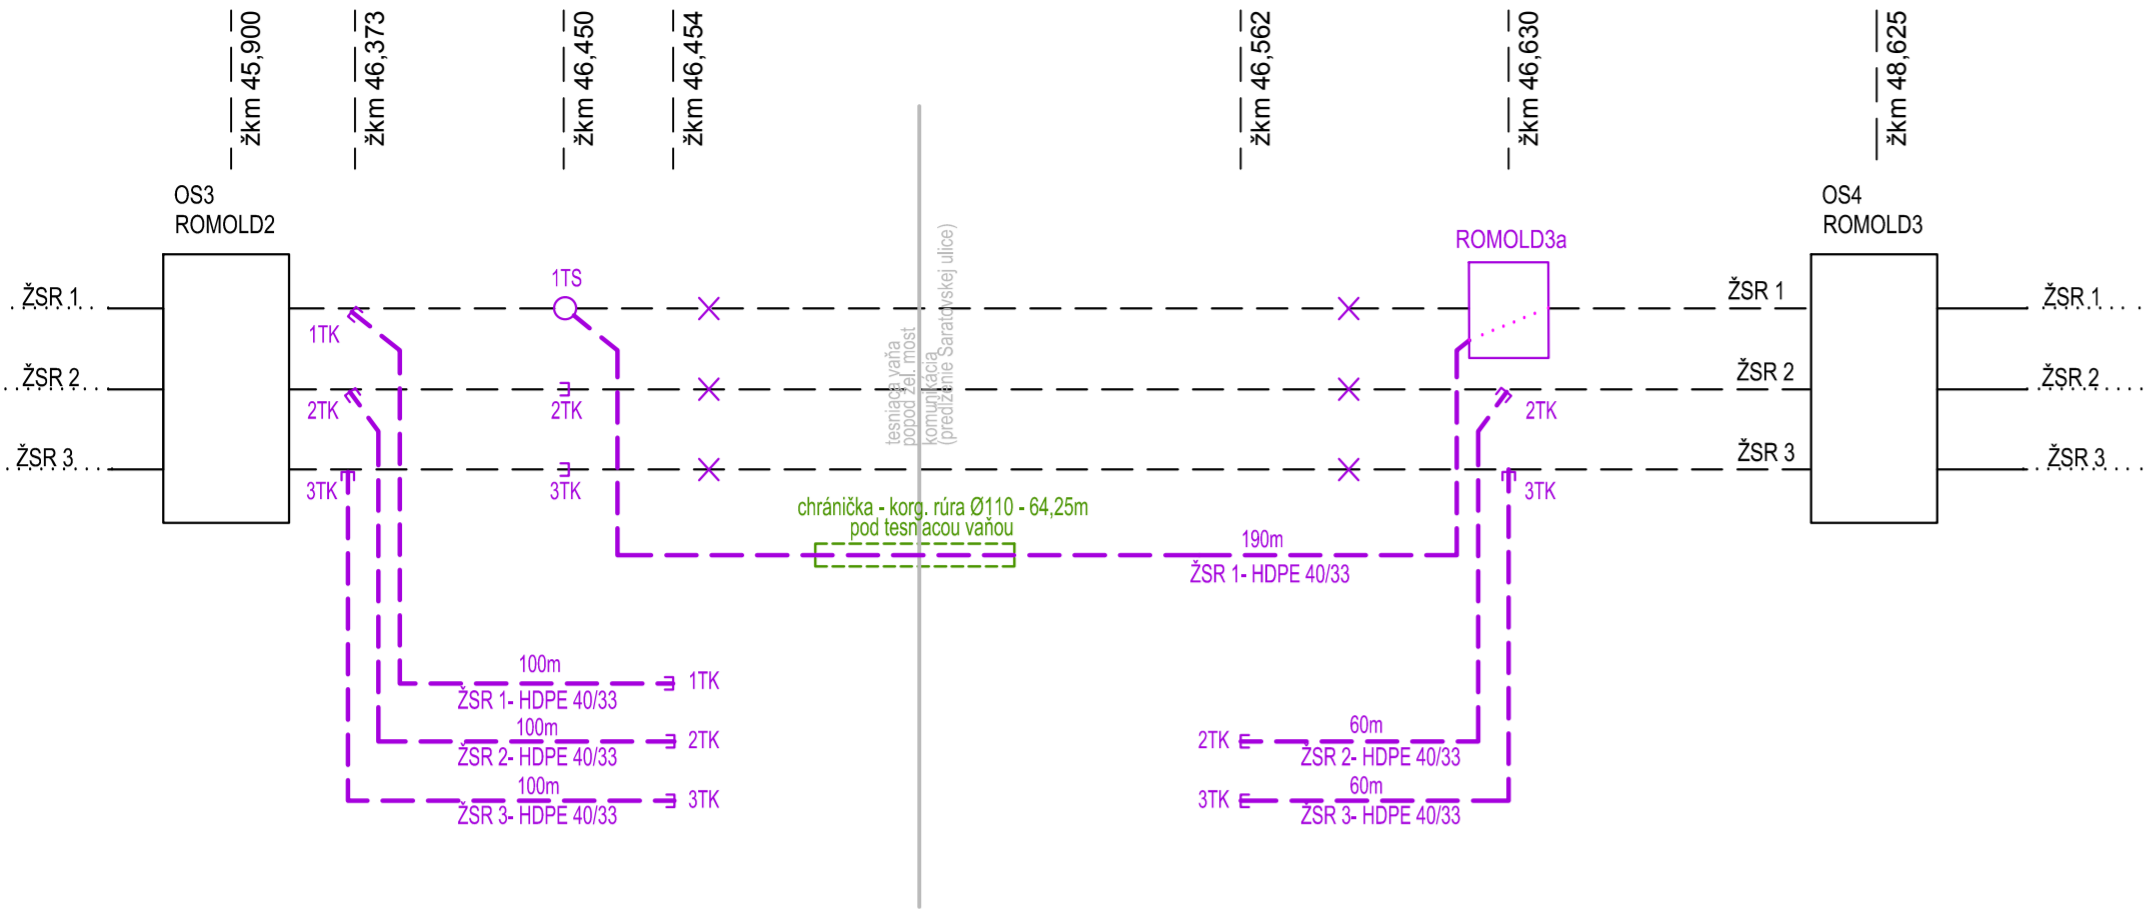 žkm 45,900
žkm 46,373
žkm 46,450
žkm 46,454
žkm 46,562
žkm 46,630
žkm 48,625
OS3
ROMOLD2
OS4
ROMOLD3
ROMOLD3a
1TS
ŽSR 1
ŽSR 1
ŽSR 1
1TK
ŽSR 2
ŽSR 2
ŽSR 2
2TK
2TK
2TK
ŽSR 3
ŽSR 3
ŽSR 3
3TK
3TK
3TK
tesniaca vaňa
popod žel. most
komunikácia
(predĺženie Saratovskej ulice)
chránička - korg. rúra Ø110 - 64,25m
pod tesniacou vaňou
190m
ŽSR 1- HDPE 40/33
100m
1TK
ŽSR 1- HDPE 40/33
100m
2TK
ŽSR 2- HDPE 40/33
100m
3TK
ŽSR 3- HDPE 40/33
60m
2TK
ŽSR 2- HDPE 40/33
60m
3TK
ŽSR 3- HDPE 40/33